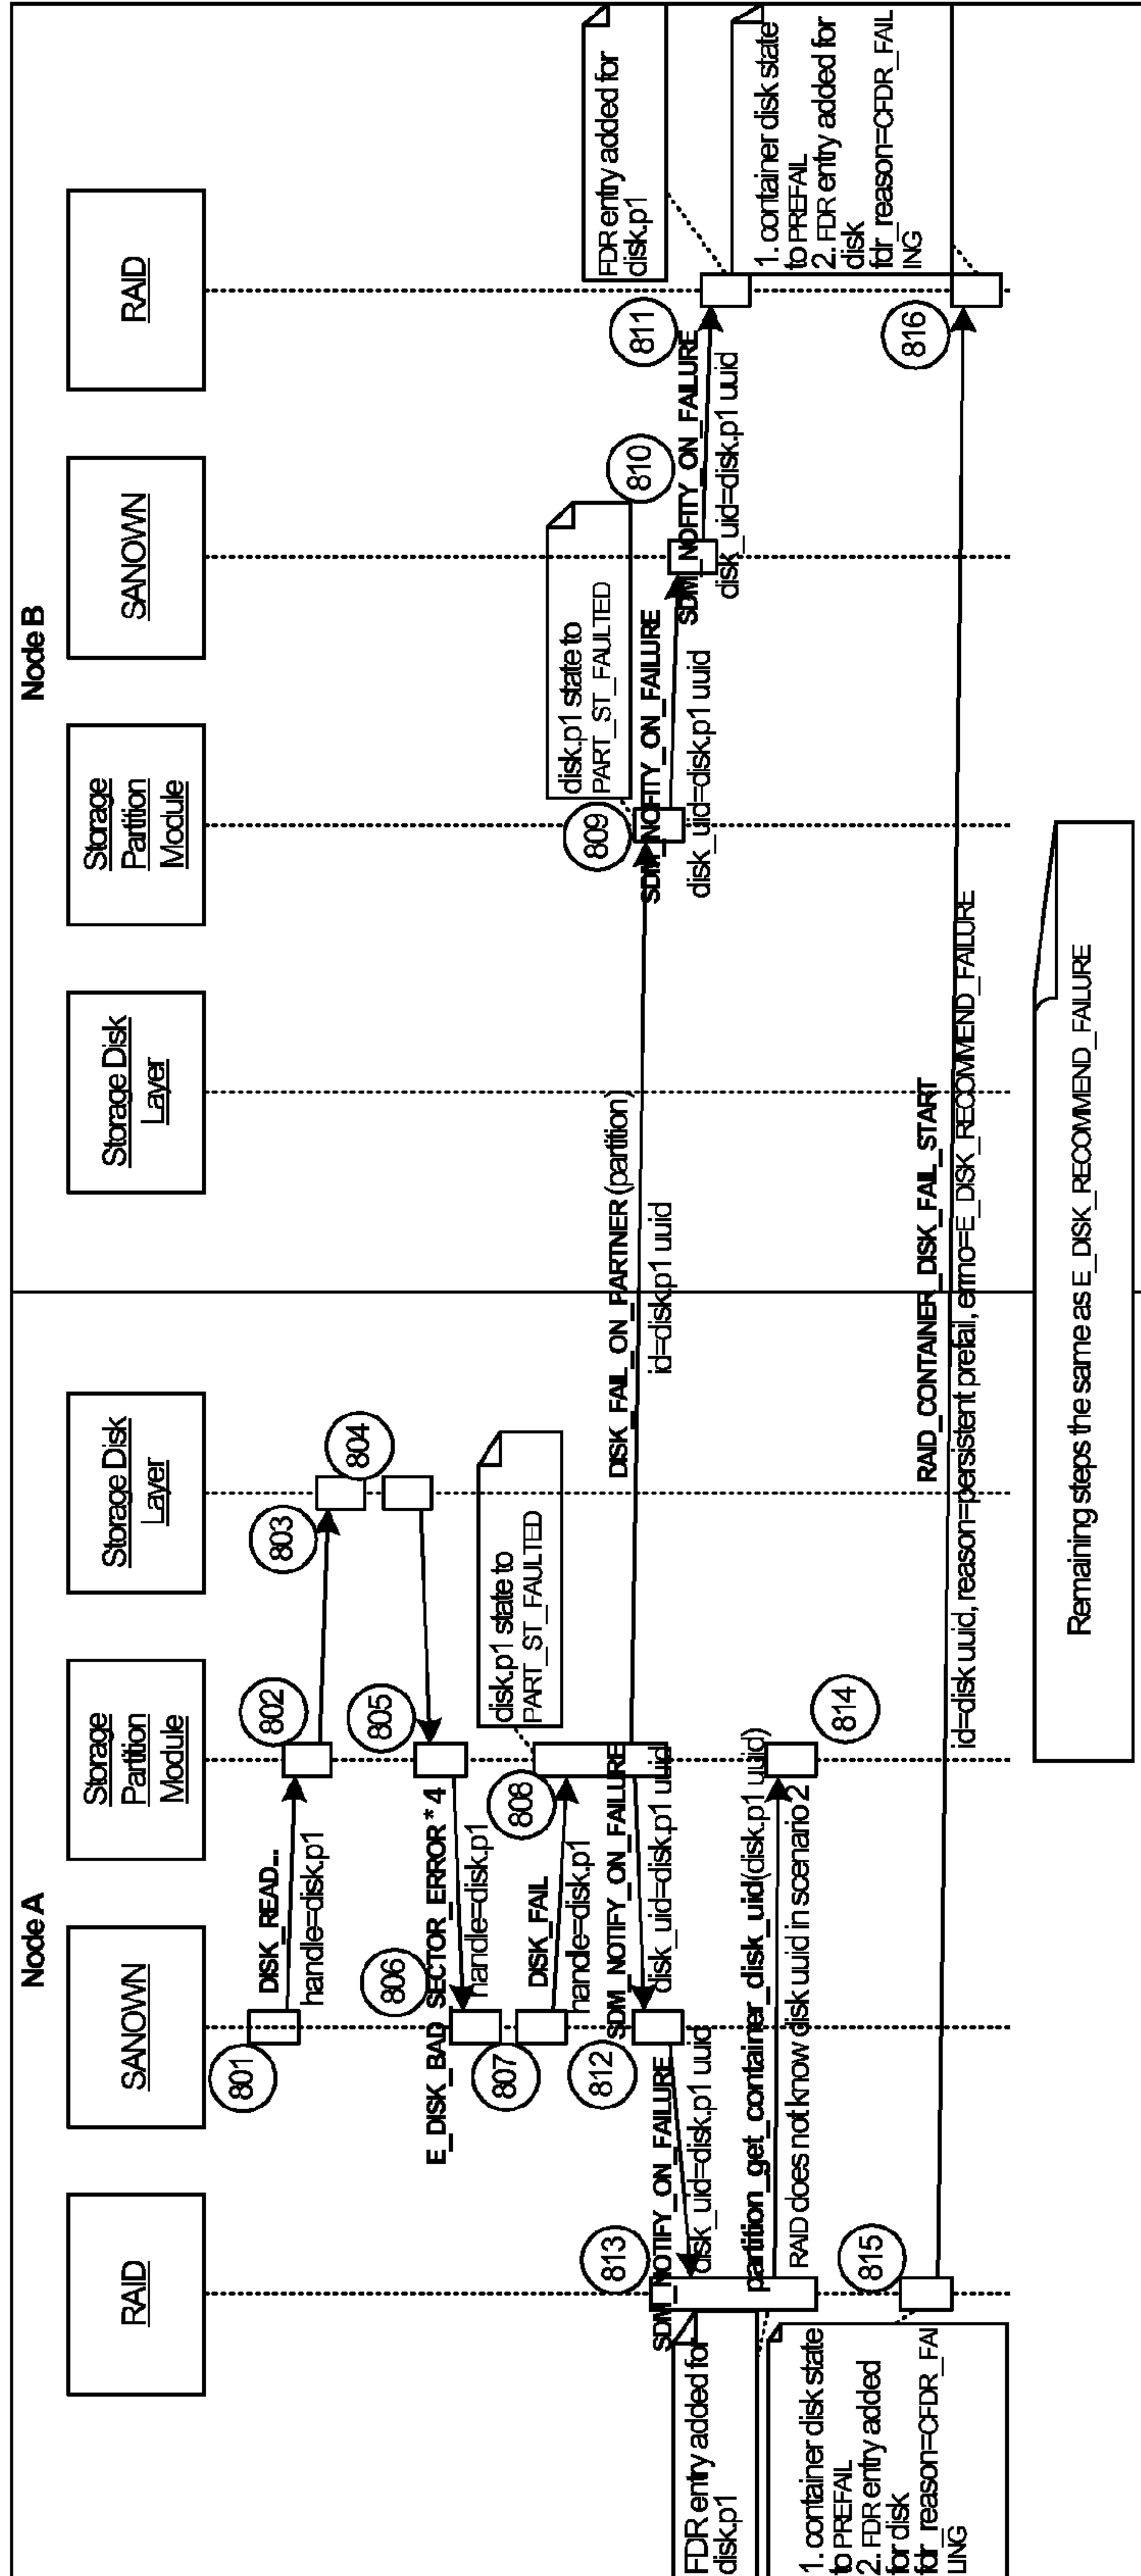 Node A
Node B
RAID
SANOWN
Storage
Partition
Module
Storage Disk
Layer
Storage Disk
Layer
Storage
Partition
Module
SANOWN
RAID
801
DISK_READ...
handle=disk.p1
802
803
804
805
E_DISK_BAD_SECTOR_ERROR * 4
handle=disk.p1
806
807
DISK_FAIL
handle=disk.p1
808
disk.p1 state to
PART_ST_FAULTED
DISK_FAIL_ON_PARTNER (partition)
id=disk.p1 uuid
809
disk.p1 state to
PART_ST_FAULTED
SDM_NOFITY_ON_FAILURE
disk_uid=disk.p1 uuid
810
SDM_NOFITY_ON_FAILURE
disk_uid=disk.p1 uuid
811
FDR entry added for
disk.p1
SDM_NOTIFY_ON_FAILURE
disk_uid=disk.p1 uuid
812
SDM_NOTIFY_ON_FAILURE
disk_uid=disk.p1 uuid
813
FDR entry added for
disk.p1
partition_get_container_disk_uid(disk.p1 uuid)
RAID does not know disk uuid in scenario 2
814
815
1. container disk state
to PREFAIL
2. FDR entry added
for disk
fdr_reason=CFDR_FAI
LING
RAID_CONTAINER_DISK_FAIL_START
id=disk uuid, reason=persistent prefail, errno=E_DISK_RECOMMEND_FAILURE
816
1. container disk state
to PREFAIL
2. FDR entry added for
disk
fdr_reason=CFDR_FAIL
ING
Remaining steps the same as E_DISK_RECOMMEND_FAILURE